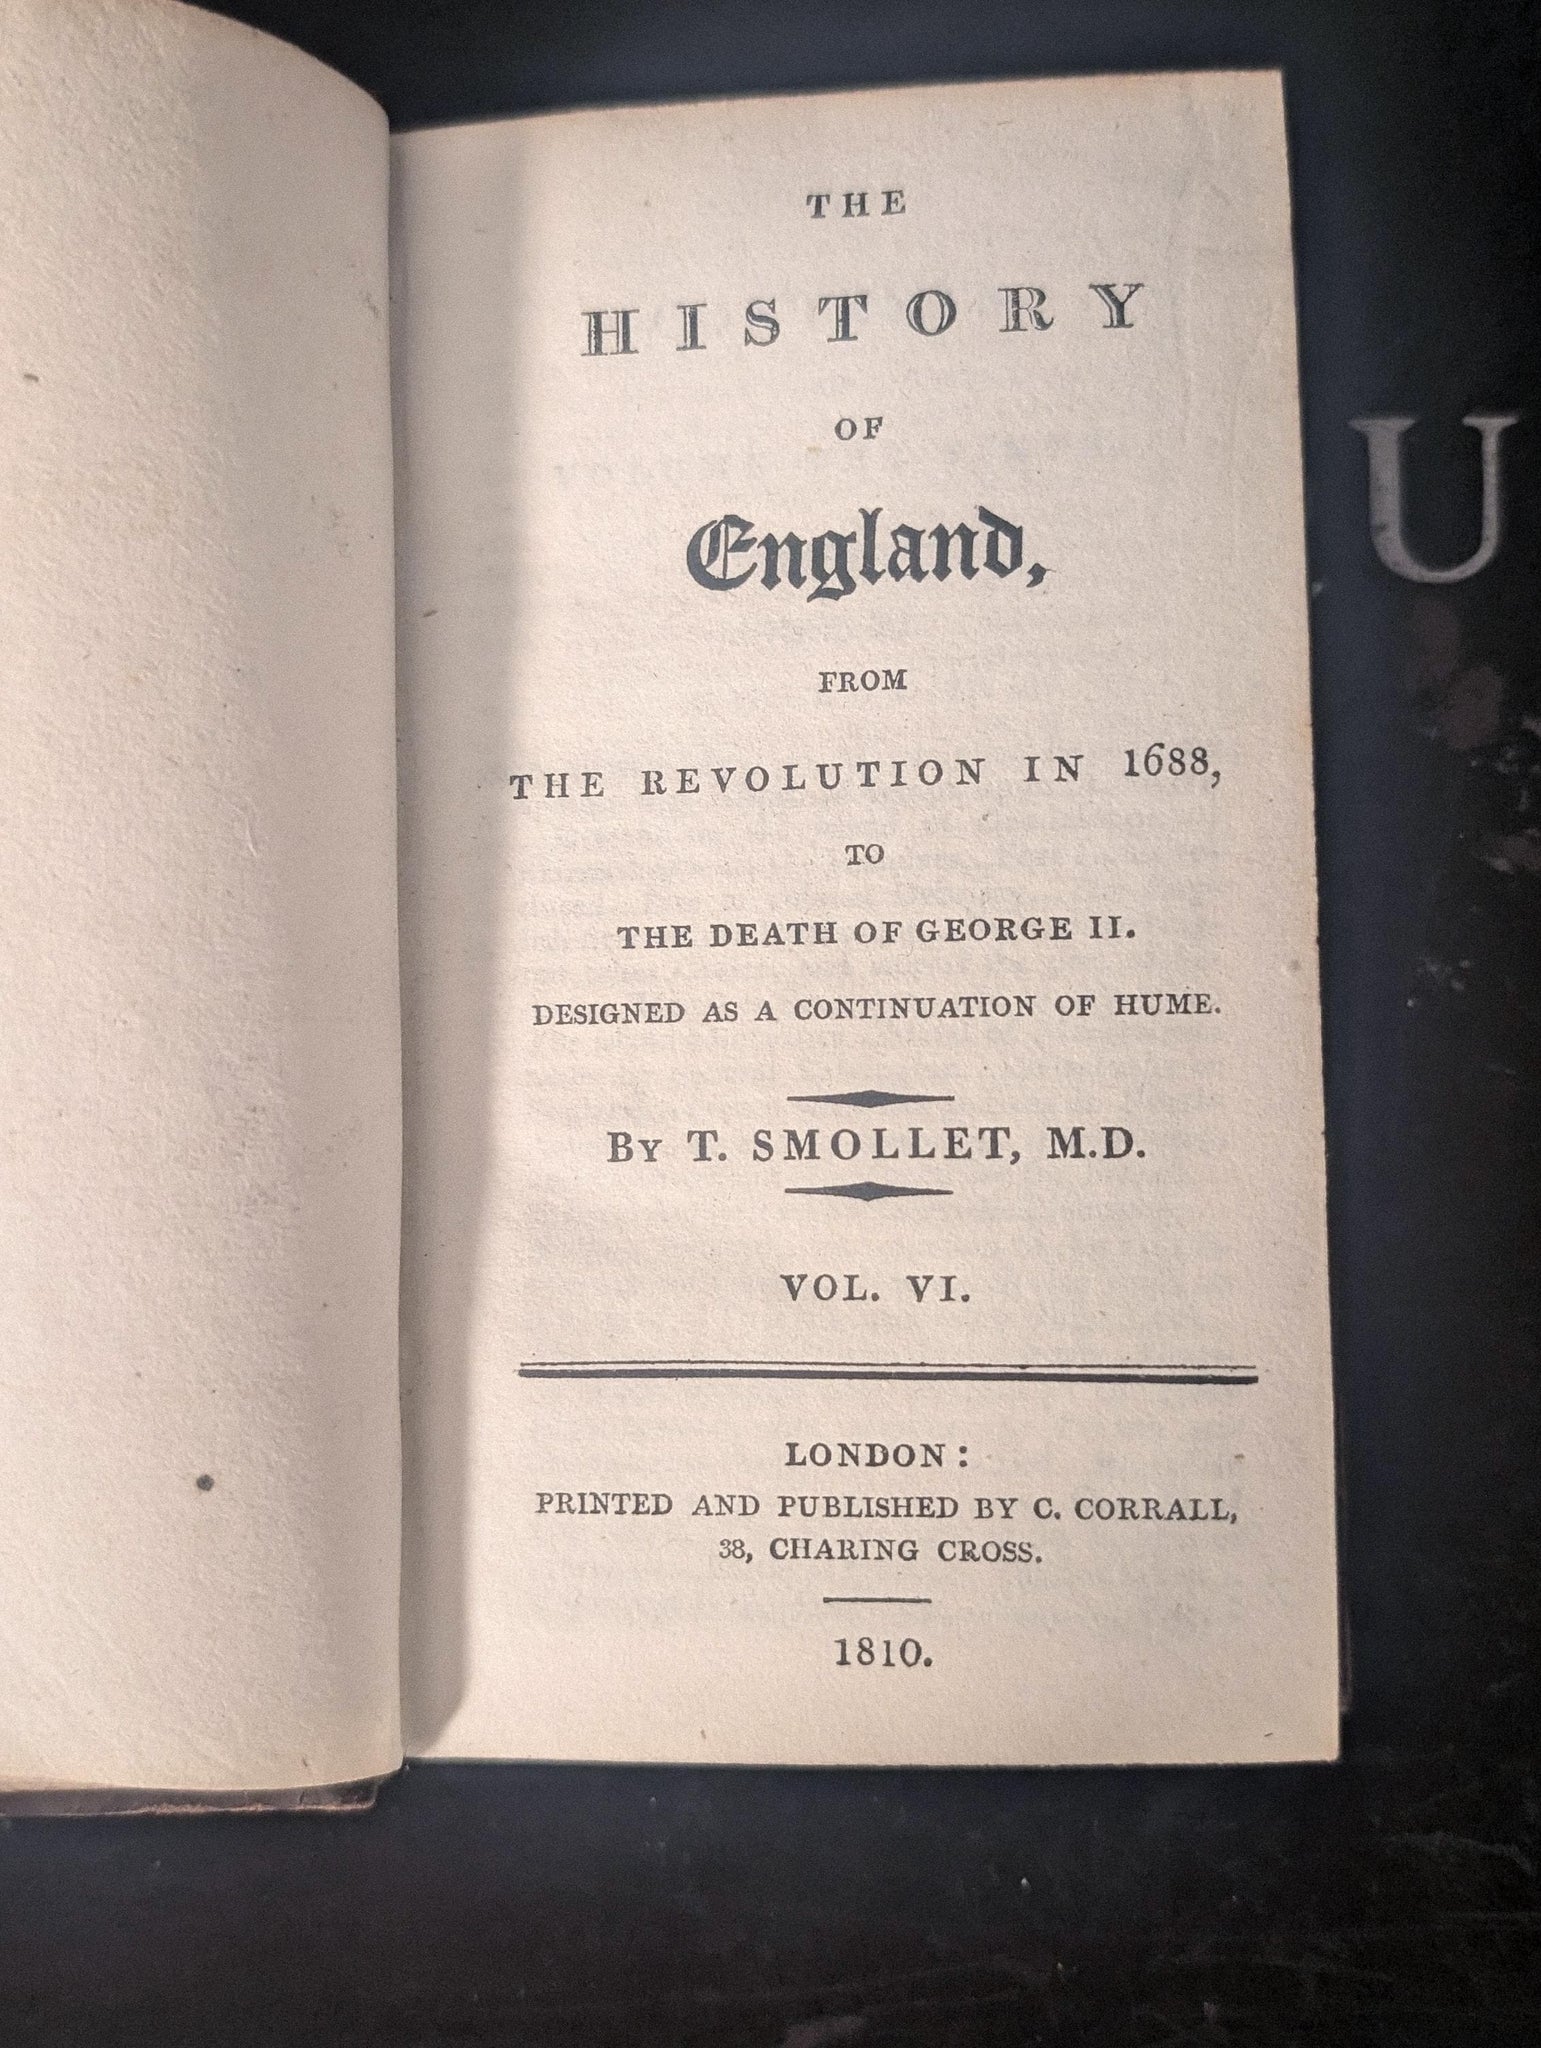 THE
HISTORY
OF
England,
FROM
THE REVOLUTION IN 1688,
TO
THE DEATH OF GEORGE II.
DESIGNED AS A CONTINUATION OF HUME.
BY T. SMOLLET, M.D.
VOL. VI.
LONDON:
PRINTED AND PUBLISHED BY C. CORRALL,
38, CHARING CROSS.
1810.
U